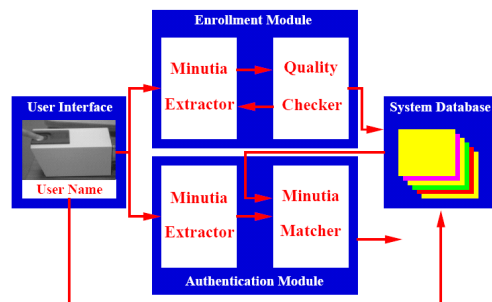 Enrollment Module
Minutia
Extractor
Quality
Checker
User Interface
User Name
System Database
Minutia
Extractor
Minutia
Matcher
Authentication Module